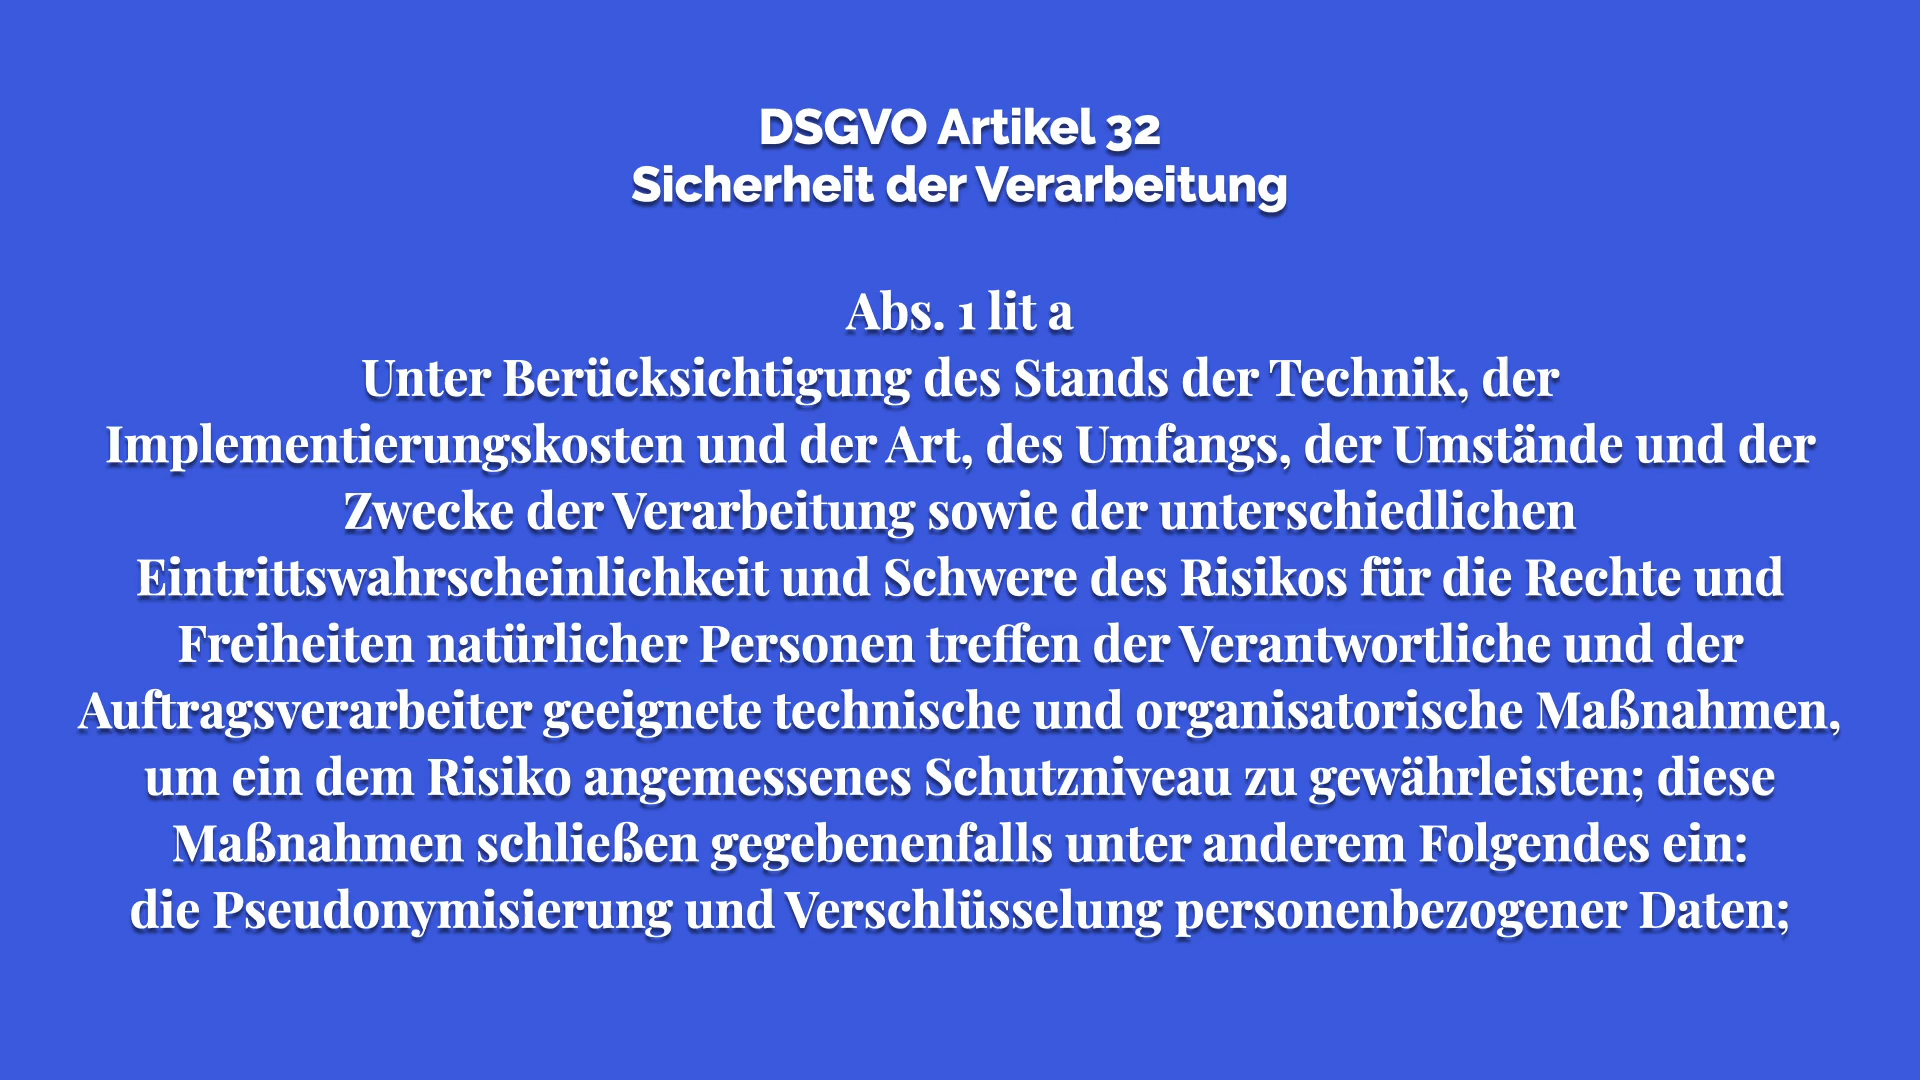 DSGVO Artikel 32
Sicherheit der Verarbeitung
Abs. 1 lit a
Unter Berücksichtigung des Stands der Technik, der
Implementierungskosten und der Art, des Umfangs, der Umstände und der
Zwecke der Verarbeitung sowie der unterschiedlichen
Eintrittswahrscheinlichkeit und Schwere des Risikos für die Rechte und
Freiheiten natürlicher Personen treffen der Verantwortliche und der
Auftragsverarbeiter geeignete technische und organisatorische Maßnahmen,
um ein dem Risiko angemessenes Schutzniveau zu gewährleisten; diese
Maßnahmen schließen gegebenenfalls unter anderem Folgendes ein:
die Pseudonymisierung und Verschlüsselung personenbezogener Daten;